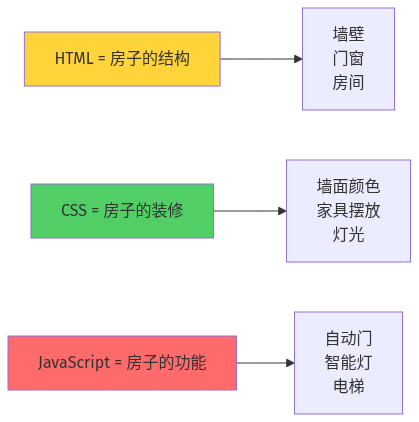 HTML = 房子的结构
墙壁
门窗
房间
CSS = 房子的装修
墙面颜色
家具摆放
灯光
JavaScript = 房子的功能
自动门
智能灯
电梯